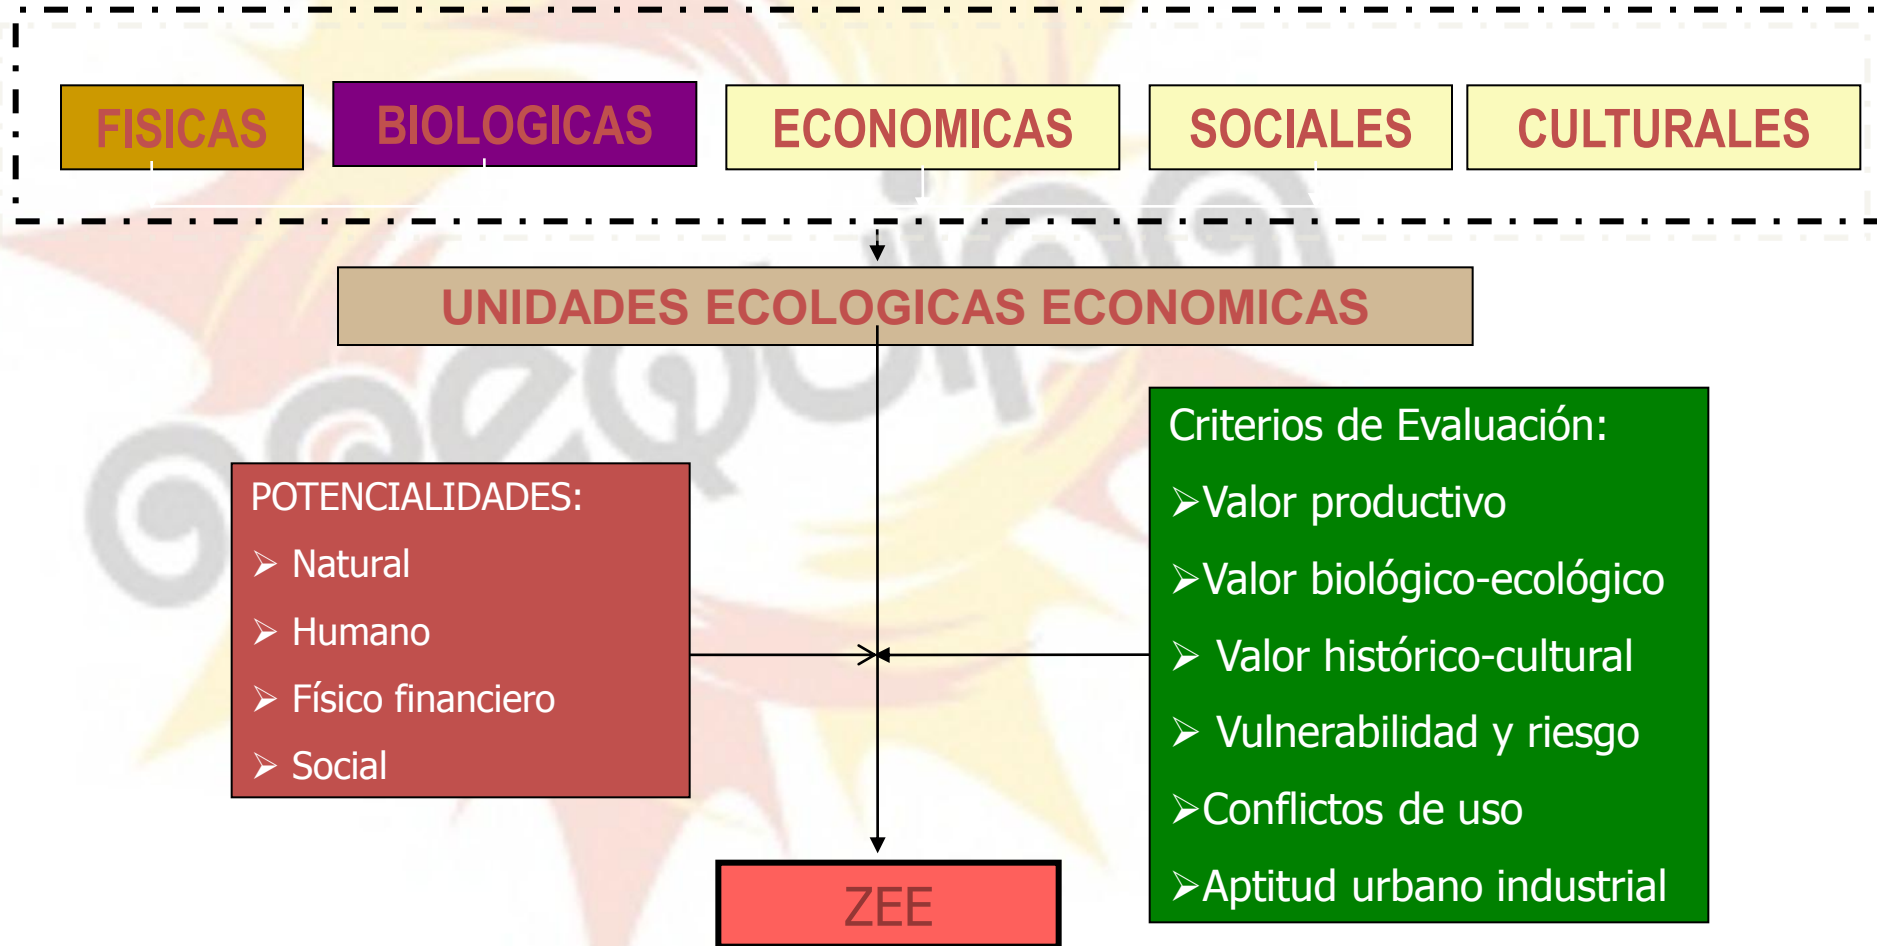 FISICAS
BIOLOGICAS
ECONOMICAS
SOCIALES
CULTURALES
UNIDADES ECOLOGICAS ECONOMICAS
POTENCIALIDADES:
➢ Natural
➢ Humano
➢ Físico financiero
➢ Social
Criterios de Evaluación:
➢Valor productivo
➢Valor biológico-ecológico
➢ Valor histórico-cultural
➢ Vulnerabilidad y riesgo
➢Conflictos de uso
➢Aptitud urbano industrial
ZEE